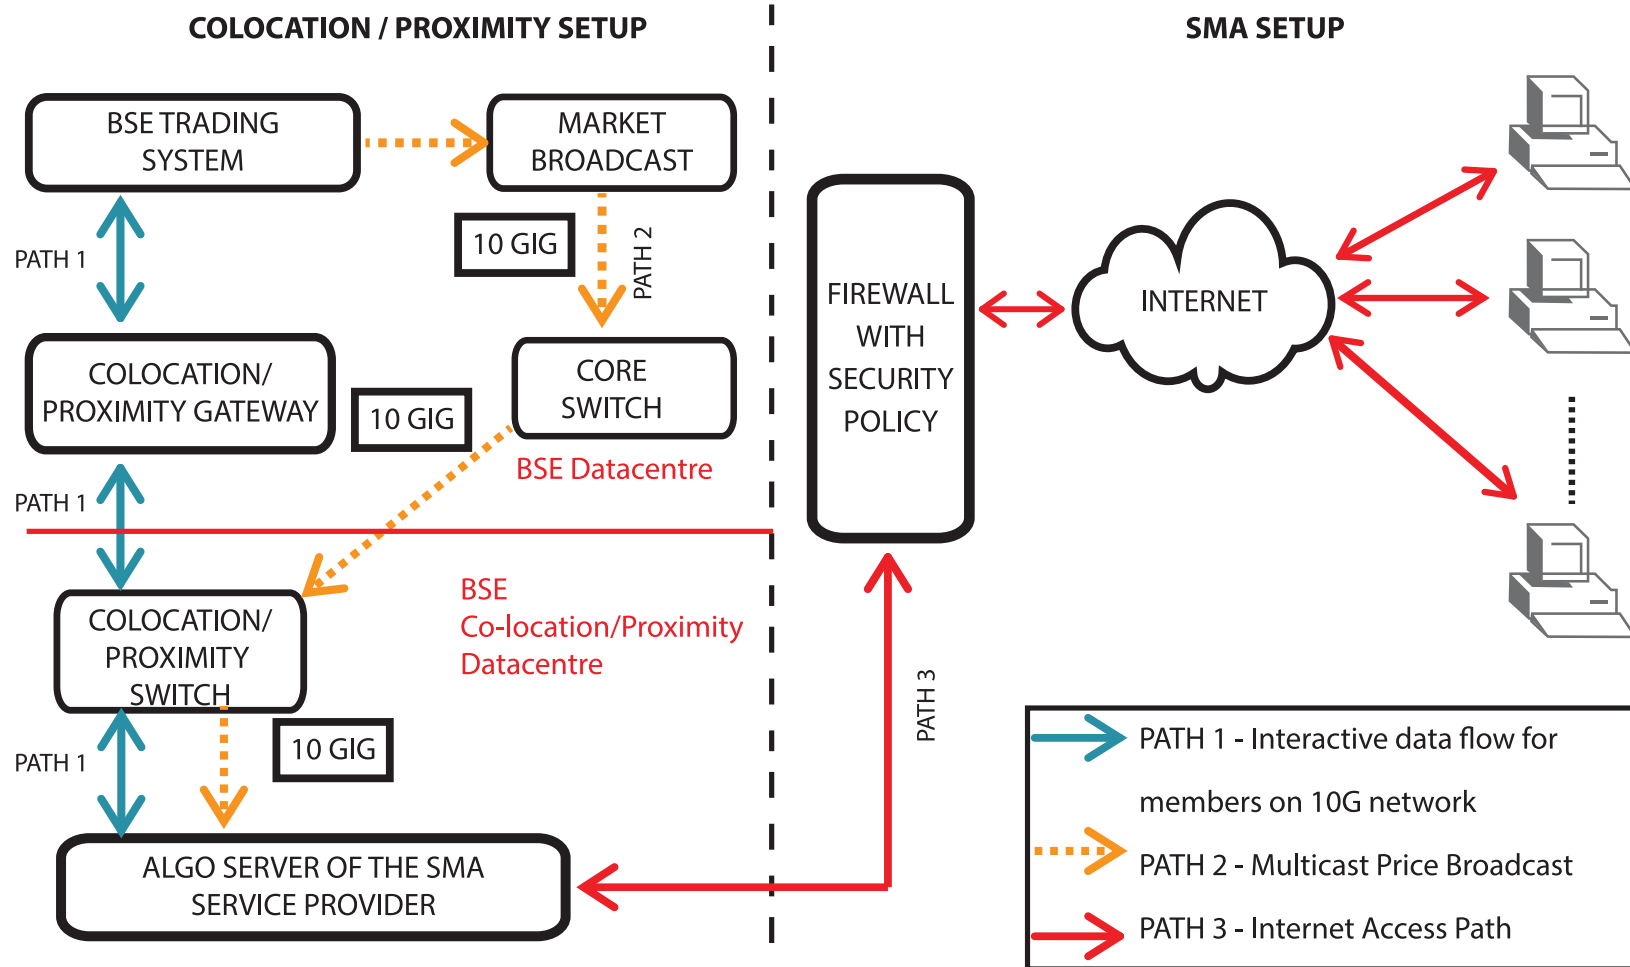 COLOCATION / PROXIMITY SETUP
SMA SETUP
BSE TRADING
SYSTEM
MARKET
BROADCAST
PATH 1
10 GIG
PATH 2
COLOCATION/
PROXIMITY GATEWAY
10 GIG
CORE
SWITCH
BSE Datacentre
PATH 1
COLOCATION/
PROXIMITY
SWITCH
BSE
Co-location/Proximity
Datacentre
PATH 1
10 GIG
ALGO SERVER OF THE SMA
SERVICE PROVIDER
FIREWALL
WITH
SECURITY
POLICY
INTERNET
PATH 3
PATH 1 - Interactive data flow for
members on 10G network
PATH 2 - Multicast Price Broadcast
PATH 3 - Internet Access Path